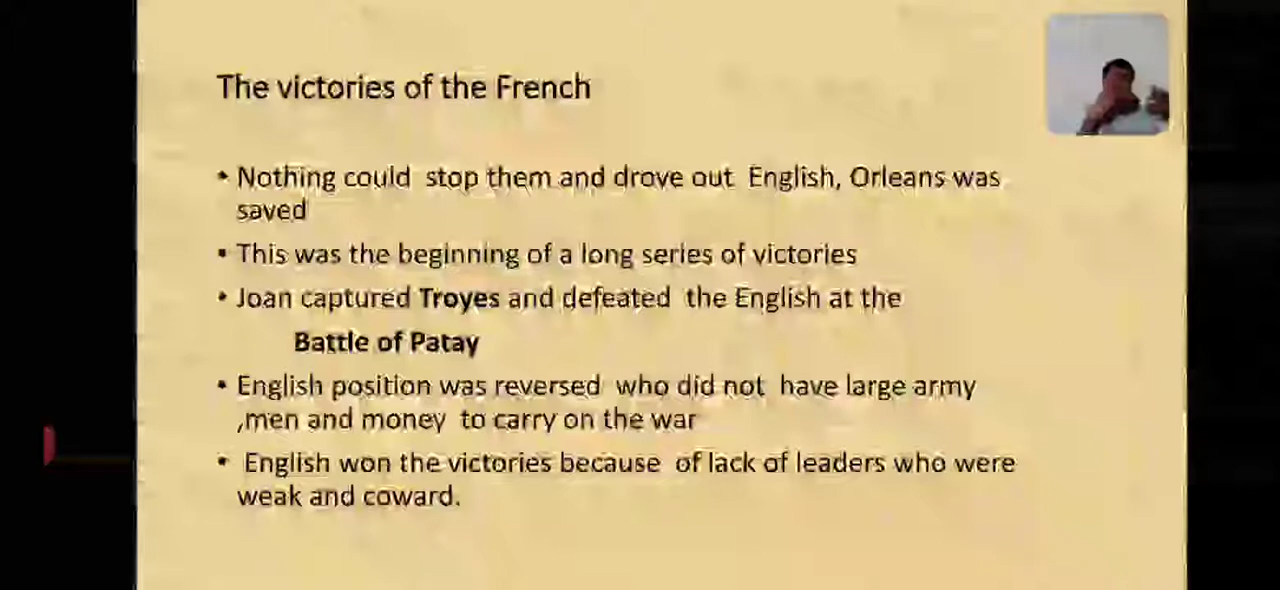 The victories of the French
• Nothing could stop them and drove out English, Orleans was
saved
• This was the beginning of a long series of victories
• Joan captured Troyes and defeated the English at the
Battle of Patay
• English position was reversed who did not have large army
,men and money to carry on the war
• English won the victories because of lack of leaders who were
weak and coward.